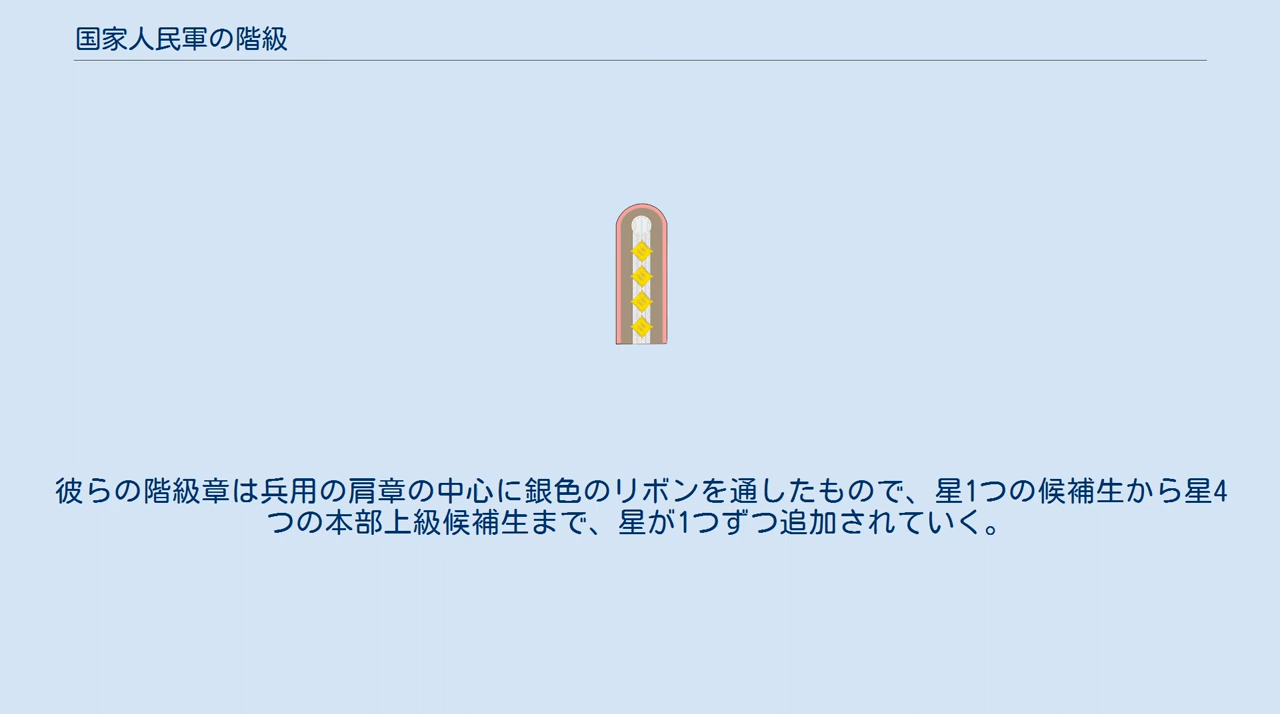 国家人民軍の階級
彼らの階級章は兵用の肩章の中心に銀色のリボンを通したもので、星1つの候補生から星4
つの本部上級候補生まで、星が1つずつ追加されていく。